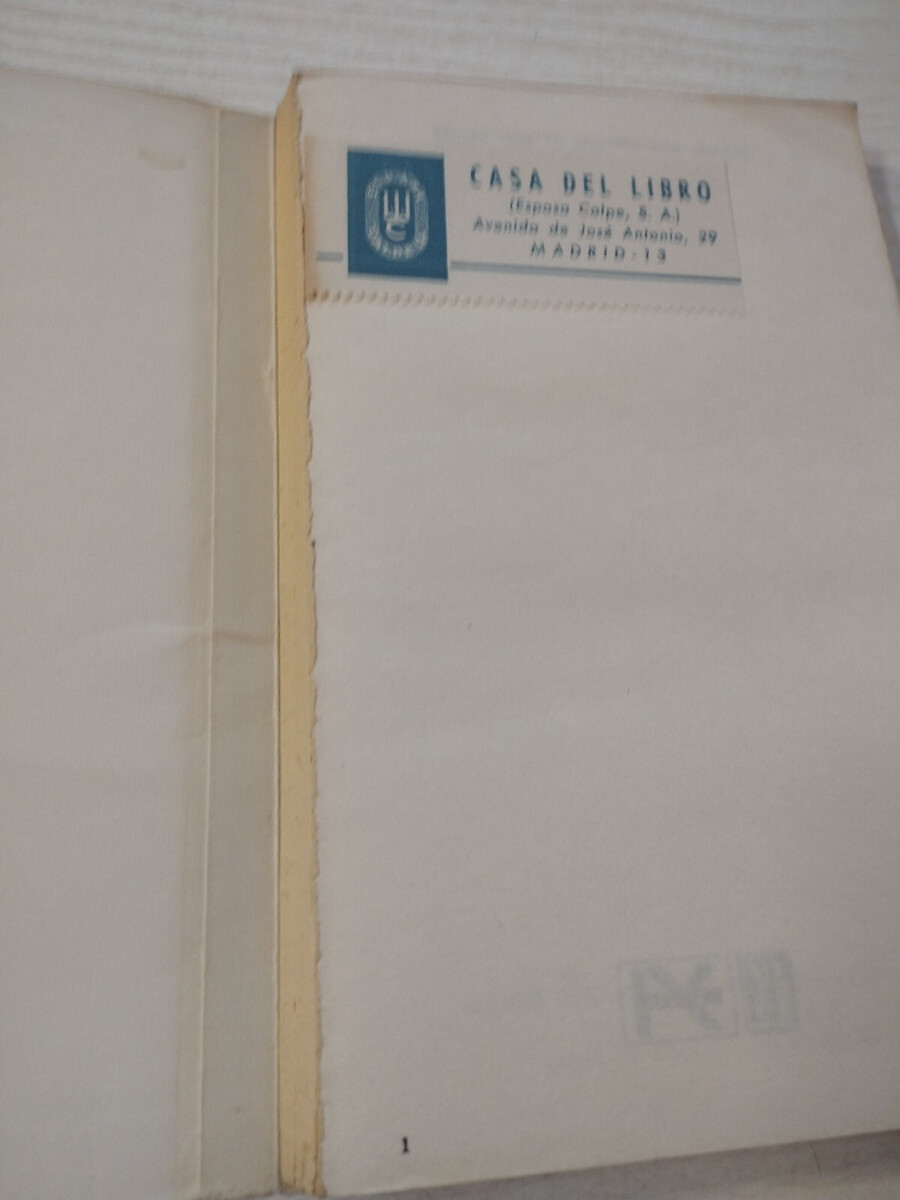 CASA DEL LIBRO
(Espasa Calpe, S. A.)
Avenida de José Antonio, 29
MADRID-13
1